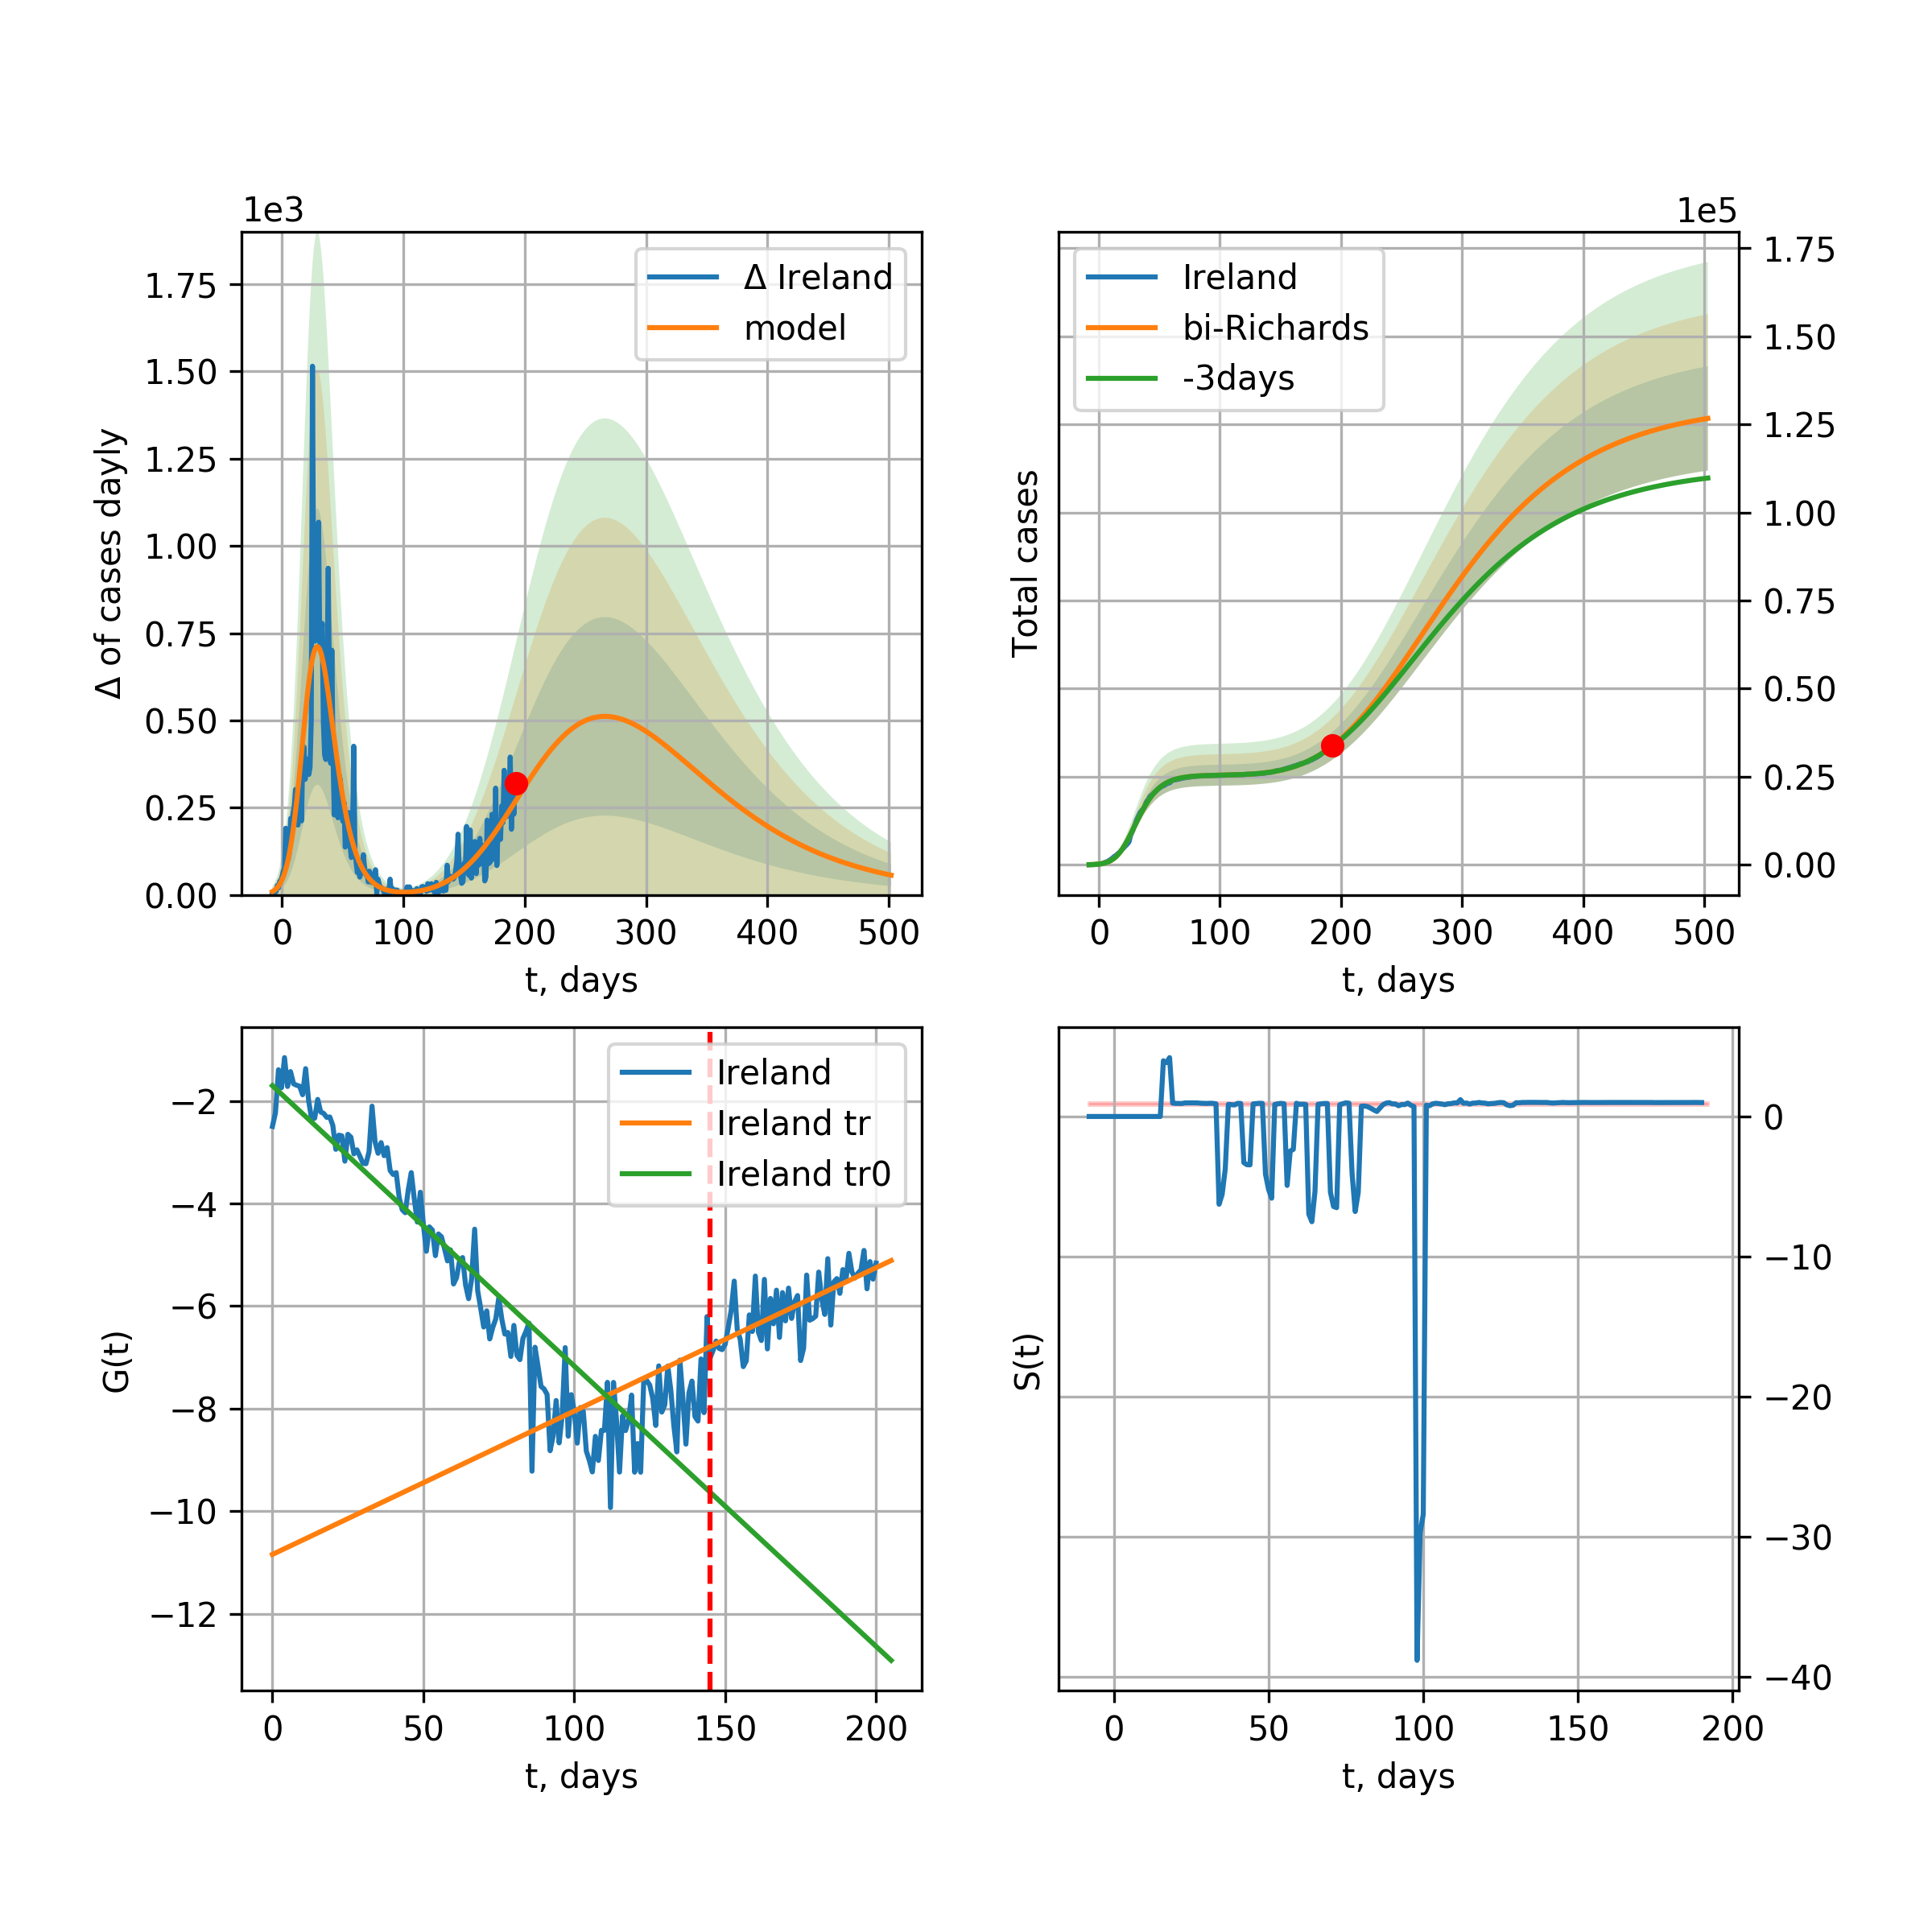 1e3
Δ of cases dayly
1.75
1.50
1.25
1.00
0.75
0.50
0.25
0.00
Δ Ireland
model
0 100 200 300 400 500
t, days
1e5
Total cases
Ireland
bi-Richards
-3days
1.75
1.50
1.25
1.00
0.75
0.50
0.25
0.00
0 100 200 300 400 500
t, days
G(t)
−2
−4
−6
−8
−10
−12
Ireland
Ireland tr
Ireland tr0
0 50 100 150 200
t, days
S(t)
0
−10
−20
−30
−40
0 50 100 150 200
t, days